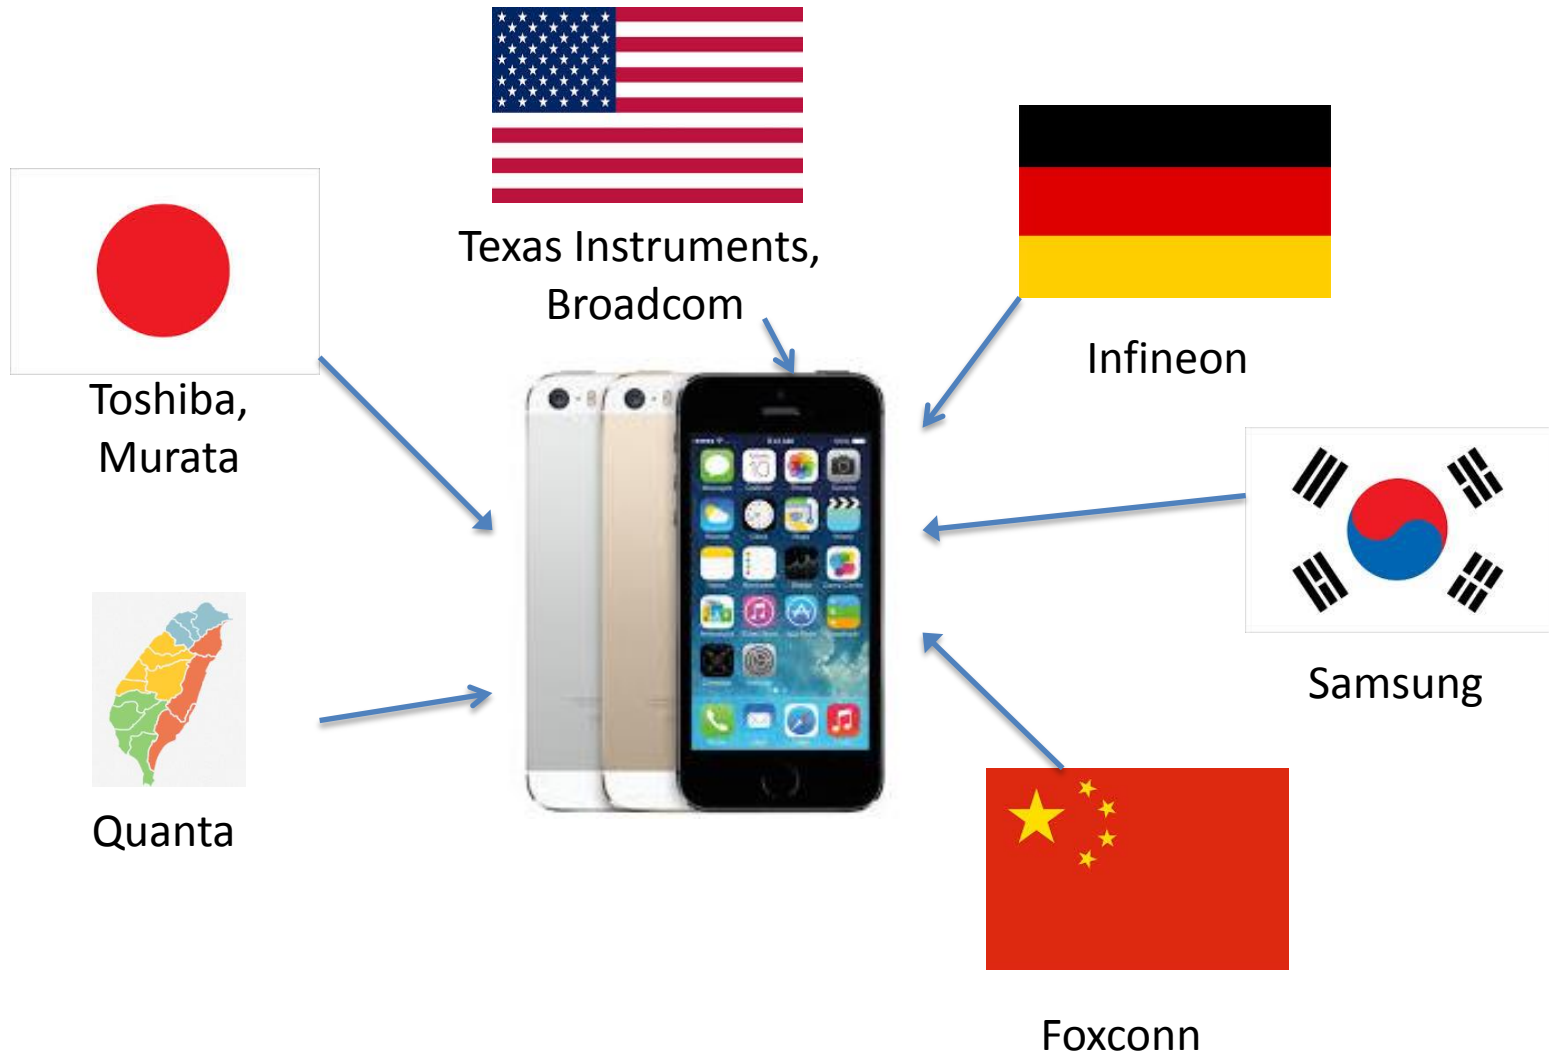 Texas Instruments,
Broadcom
Infineon
Toshiba,
Murata
Samsung
Quanta
Foxconn